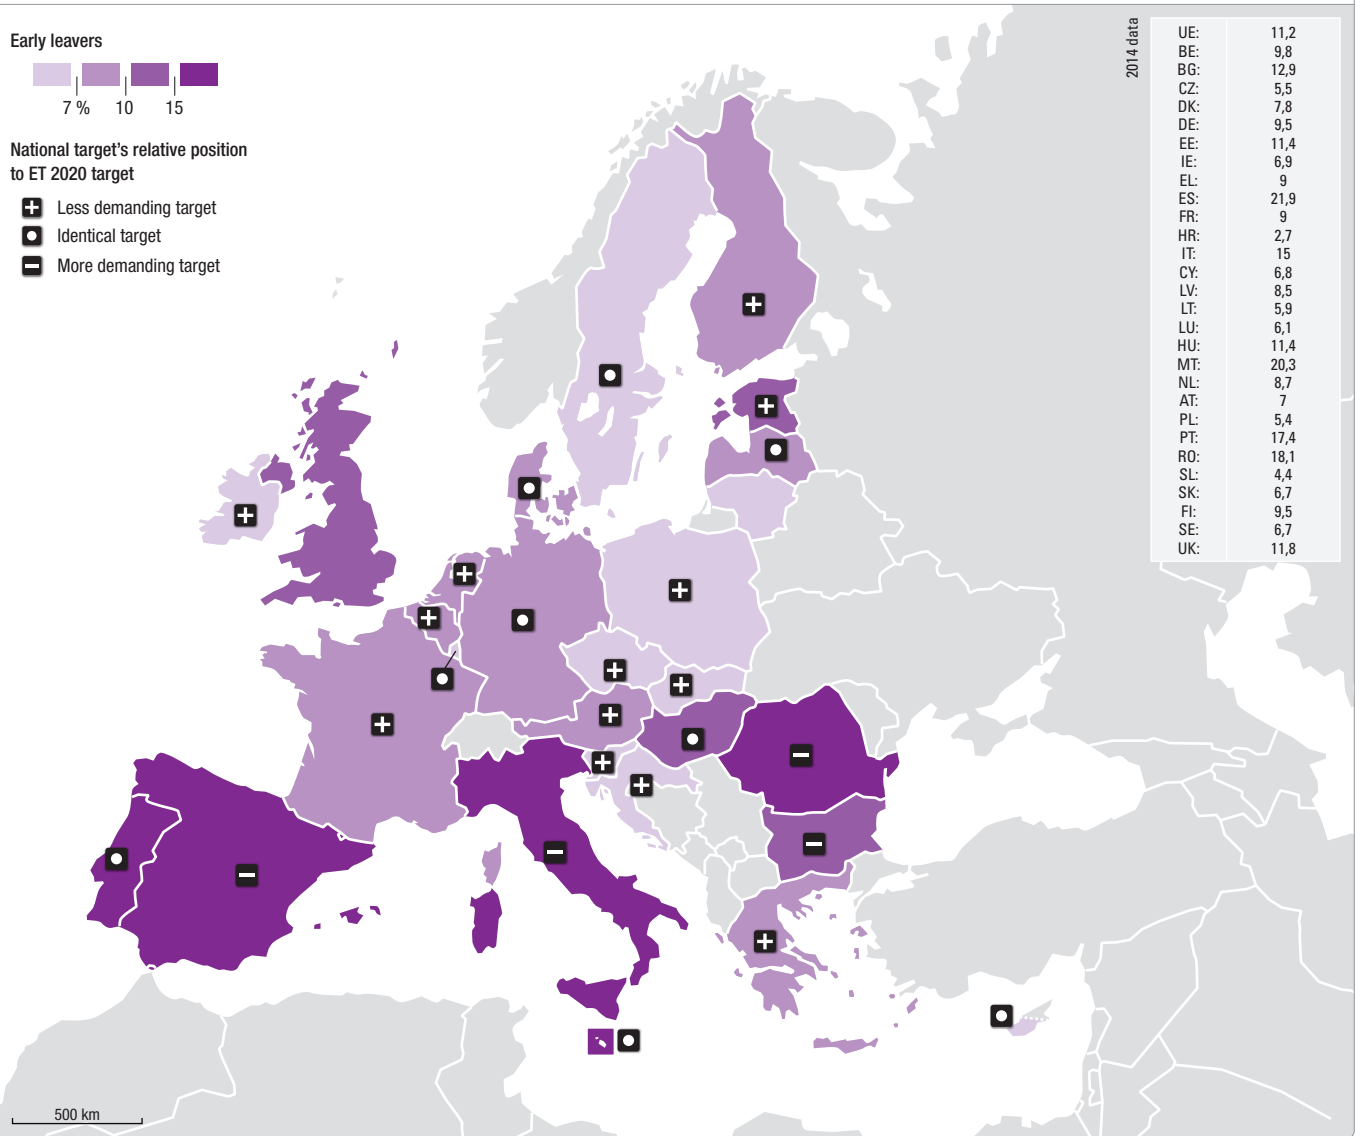 Early leavers
7 % 10 15
National target's relative position
to ET 2020 target
Less demanding target
Identical target
More demanding target
2014 data
UE: 11,2
BE: 9,8
BG: 12,9
CZ: 5,5
DK: 7,8
DE: 9,5
EE: 11,4
IE: 6,9
EL: 9
ES: 21,9
FR: 9
HR: 2,7
IT: 15
CY: 6,8
LV: 8,5
LT: 5,9
LU: 6,1
HU: 11,4
MT: 20,3
NL: 8,7
AT: 7
PL: 5,4
PT: 17,4
RO: 18,1
SL: 4,4
SK: 6,7
FI: 9,5
SE: 6,7
UK: 11,8
500 km